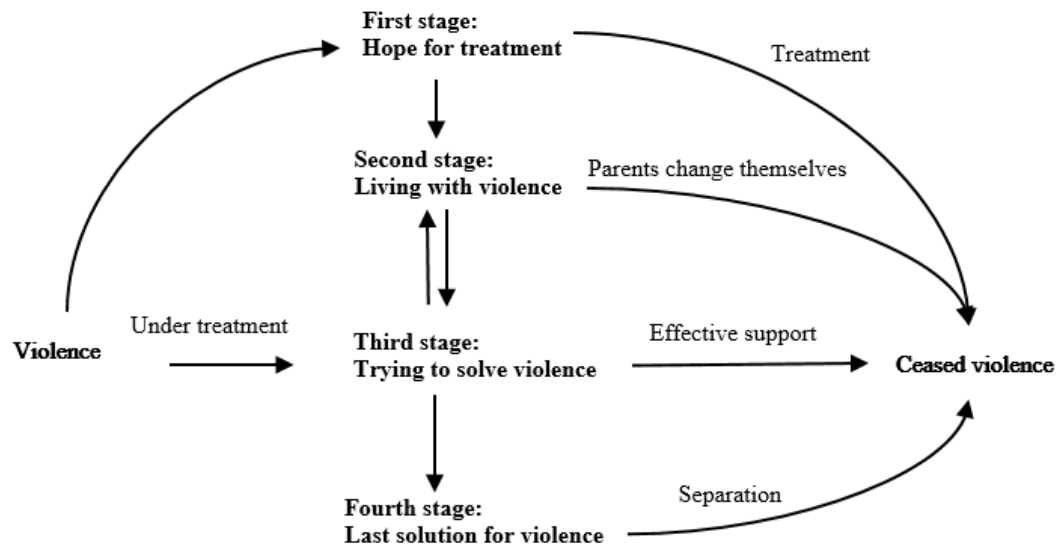 First stage:
Hope for treatment
Treatment
Second stage:
Living with violence
Parents change themselves
Violence
Under treatment
Third stage:
Trying to solve violence
Effective support
Ceased violence
Fourth stage:
Last solution for violence
Separation